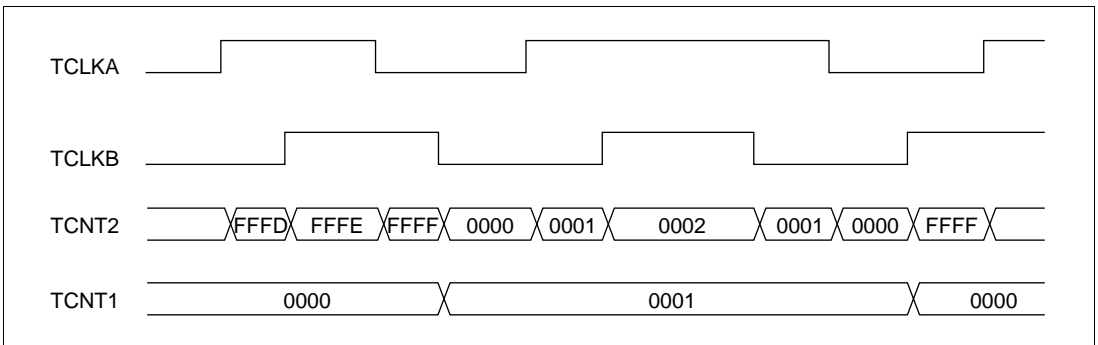 TCLKA
TCLKB
TCNT2 FFFD FFFE FFFF 0000 0001 0002 0001 0000 FFFF
TCNT1 0000 0001 0000